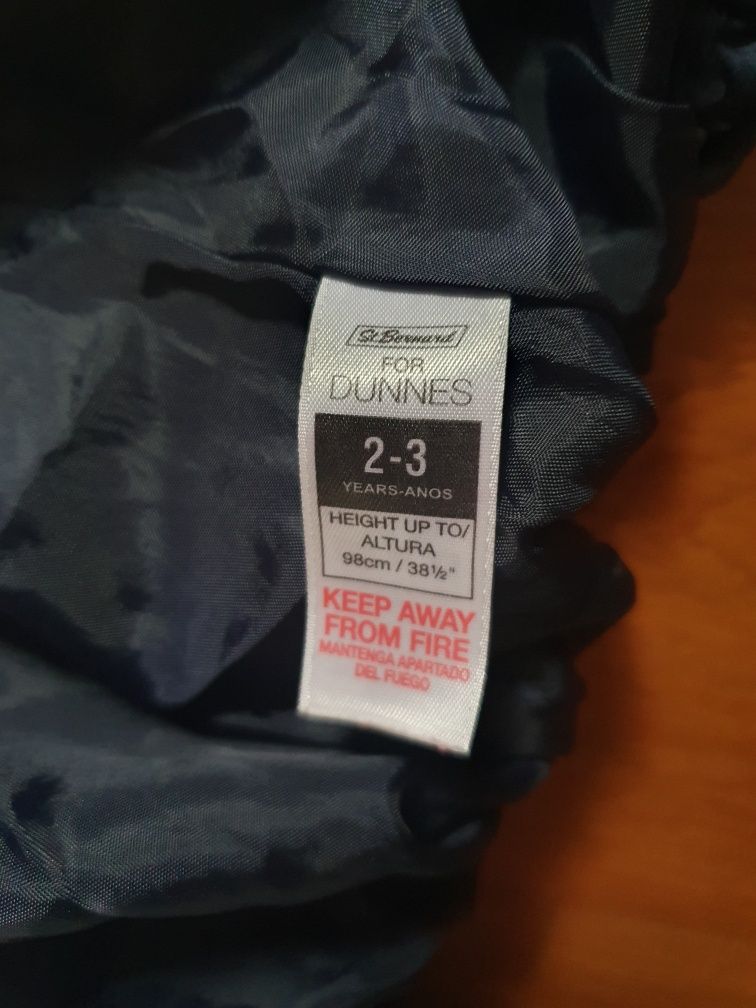 St.Bernard
FOR
DUNNES
2-3
YEARS-ANOS
HEIGHT UP TO/
ALTURA
98cm / 38½"
KEEP AWAY
FROM FIRE
MANTENGA APARTADO
DEL FUEGO